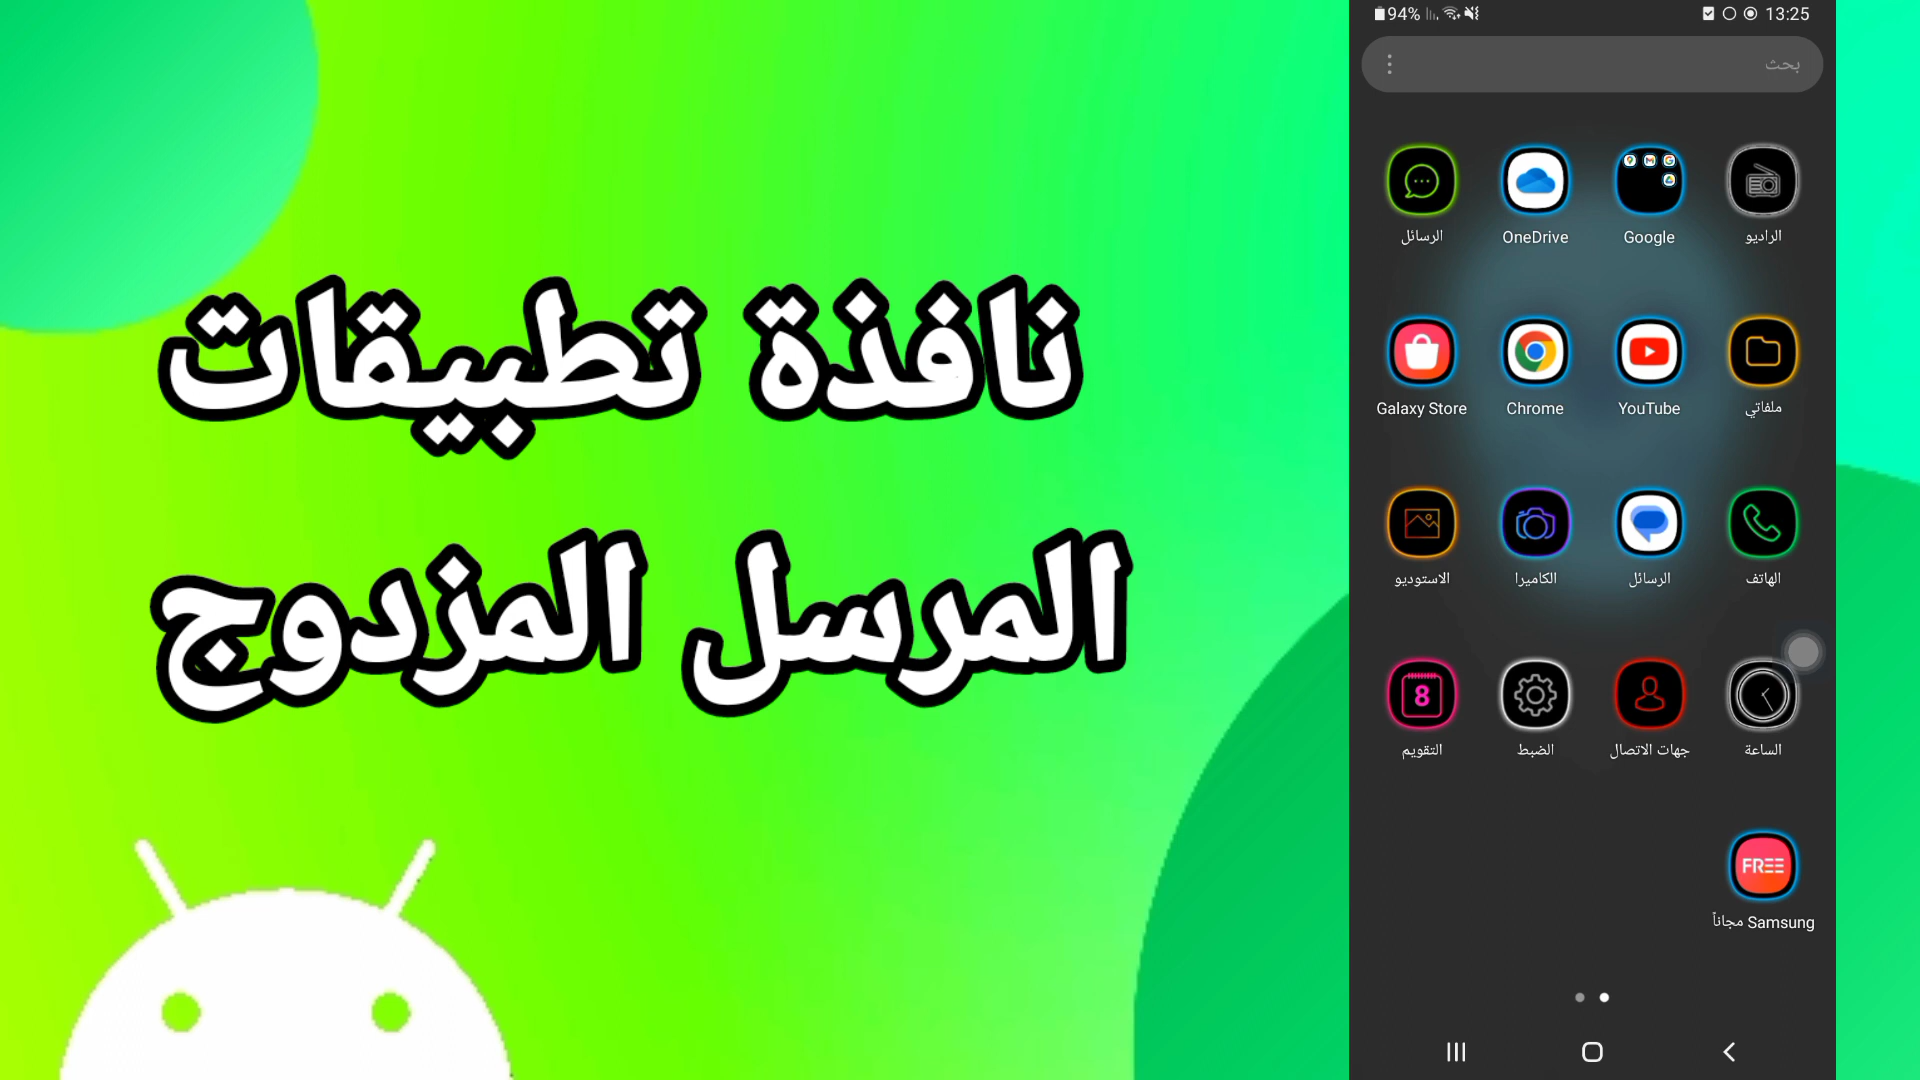 نافذة تطبيقات
المرسل المزدوج
94% 13:25
بحث
الراديو Google OneDrive الرسائل
FREE
ملفاتي YouTube Chrome Galaxy Store
الهاتف الرسائل الكاميرا الاستوديو
8
الساعة جهات الاتصال الضبط التقويم
Samsung مجاناً